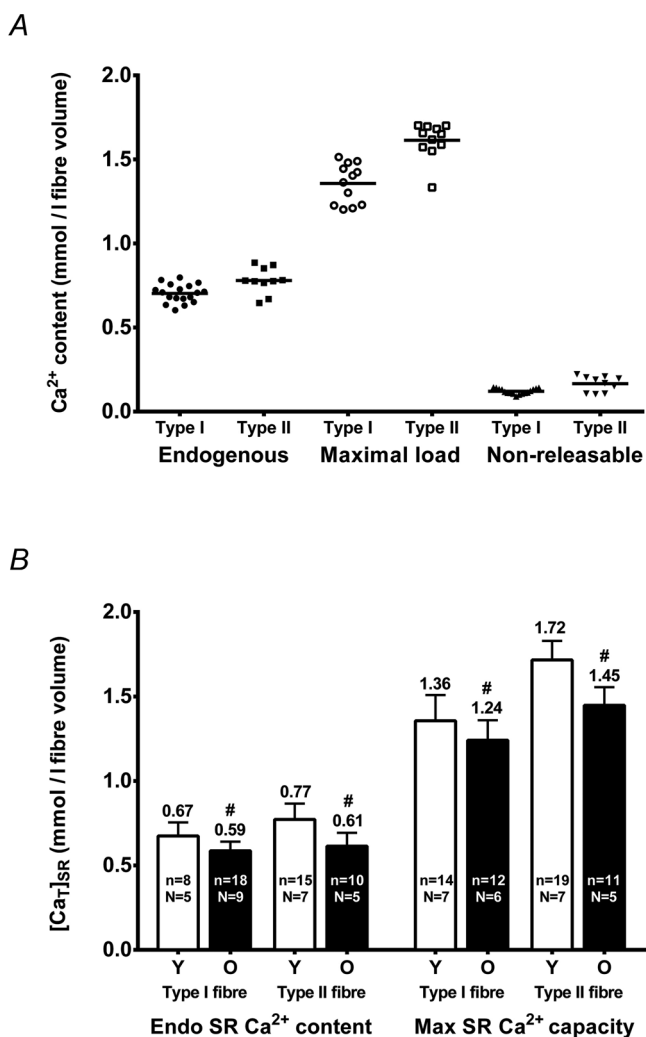 A
Ca²⁺ content (mmol / l fibre volume)
2.0
1.5
1.0
0.5
0.0
Type I Type II Type I Type II Type I Type II
Endogenous Maximal load Non-releasable
B
[Ca_T]_SR (mmol / l fibre volume)
2.0
1.5
1.0
0.5
0.0
0.67
#
0.59
0.77
#
0.61
1.36
#
1.24
1.72
#
1.45
n=8 n=18 n=15 n=10 n=14 n=12 n=19 n=11
N=5 N=9 N=7 N=5 N=7 N=6 N=7 N=5
Y O Y O Y O Y O
Type I fibre Type II fibre Type I fibre Type II fibre
Endo SR Ca²⁺ content Max SR Ca²⁺ capacity